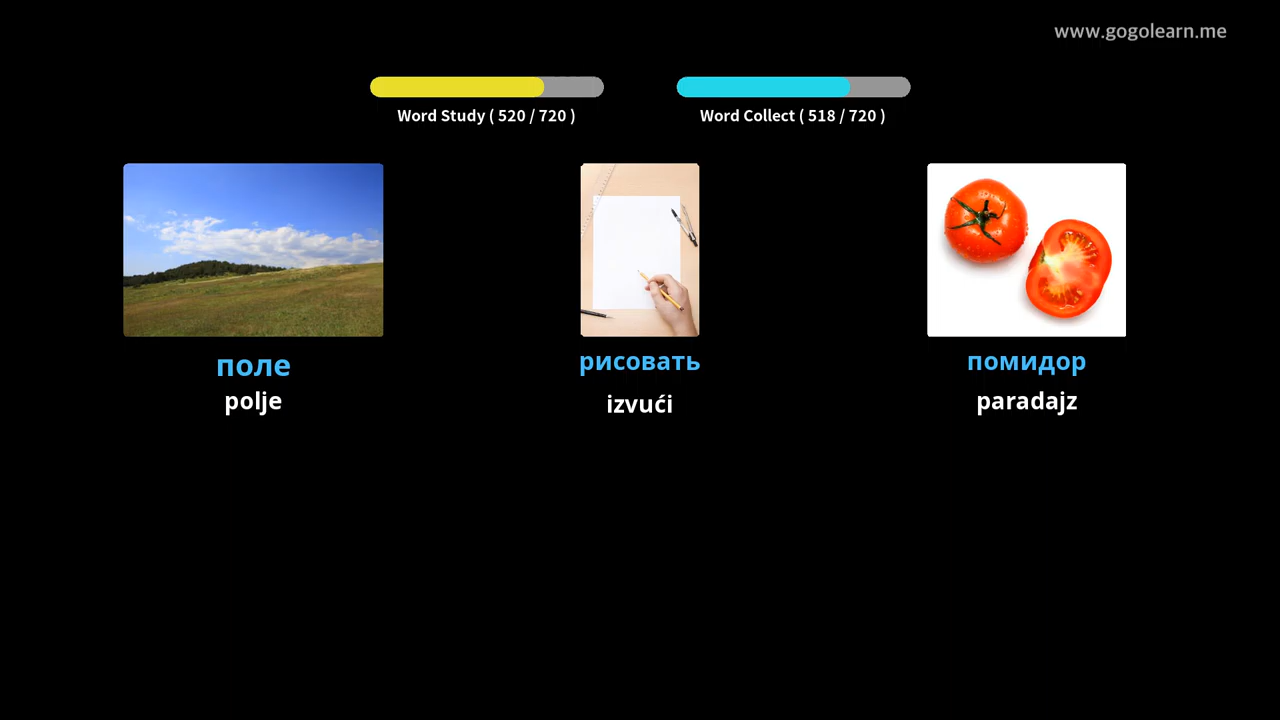 www.gogolearn.me
Word Study ( 520 / 720 )
Word Collect ( 518 / 720 )
поле
рисовать
помидор
polje
izvući
paradajz